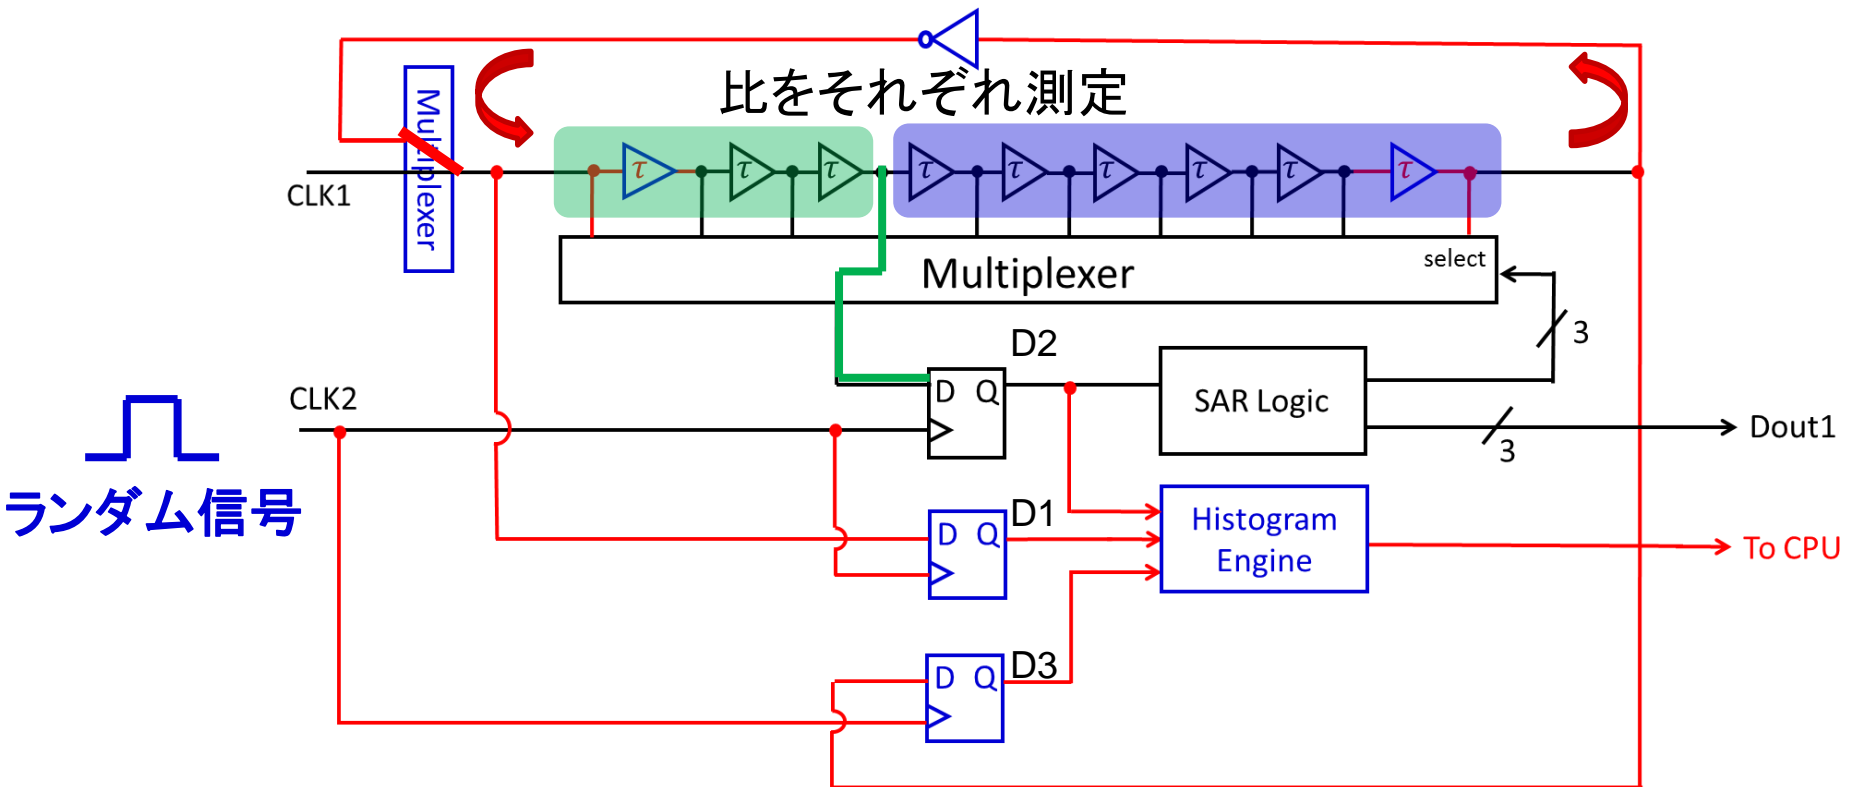 比をそれぞれ測定
Multiplexer
CLK1
τ τ τ τ τ τ τ τ τ
Multiplexer
select
3
D2
D Q
SAR Logic
CLK2
3
Dout1
ランダム信号
D1
D Q
Histogram
Engine
To CPU
D3
D Q